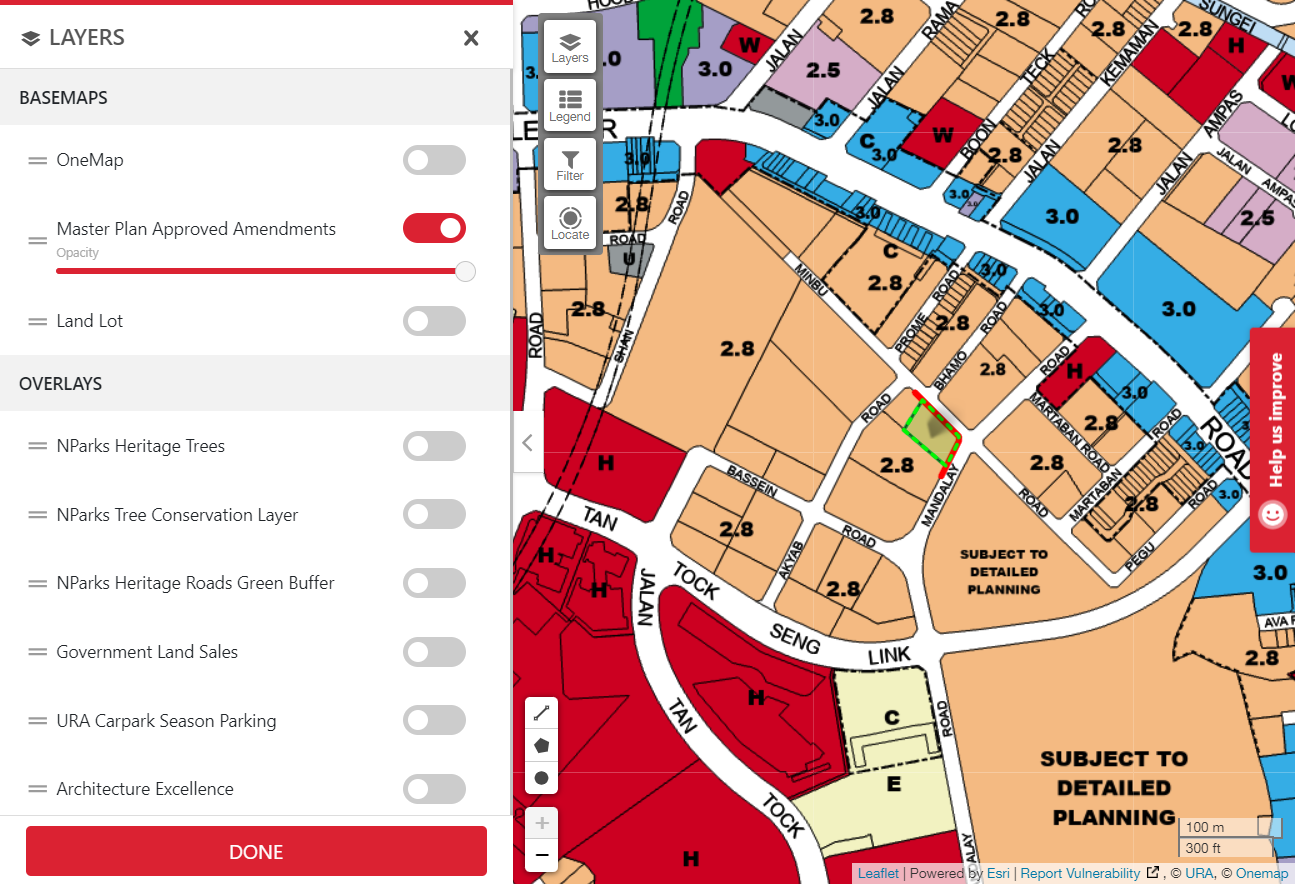 LAYERS
BASEMAPS
OneMap
Master Plan Approved Amendments
Opacity
Land Lot
OVERLAYS
NParks Heritage Trees
NParks Tree Conservation Layer
NParks Heritage Roads Green Buffer
Government Land Sales
URA Carpark Season Parking
Architecture Excellence
DONE
Layers
Legend
Filter
Locate
3.0
W
JALAN
2.5
2.8
RAMA
JALAN
2.8
TECK
2.8
KEMAMAN
2.8
SUNGEI
H
W
3.0
C
3.0
W
BOON
2.8
JALAN
2.8
JALAN
AMPAS
JALAN
AMPAS
2.5
3.0
2.8
ROAD
ROAD
U
3.0
C
2.8
3.0
3.0
3.0
MINBU
PROME
ROAD
2.8
3.0
ROAD
3.0
2.8
ROAD
SHAN
2.8
BHAMO
2.8
ROAD
H
3.0
ROAD
MARTABAN ROAD
2.8
ROAD
3.0
ROAD
H
BASSEIN
2.8
MANDALAY
2.8
ROAD
MARTABAN
2.8
ROAD
3.0
PEGU
TAN
2.8
AKYAB
ROAD
2.8
SUBJECT TO
DETAILED
PLANNING
3.0
H
H
JALAN
TOCK
SENG
LINK
AVA
2.8
H
TAN
C
ROAD
E
TOCK
H
SUBJECT TO
DETAILED
PLANNING
100 m
300 ft
Help us improve
Leaflet | Powered by Esri | Report Vulnerability , © URA, © Onemap